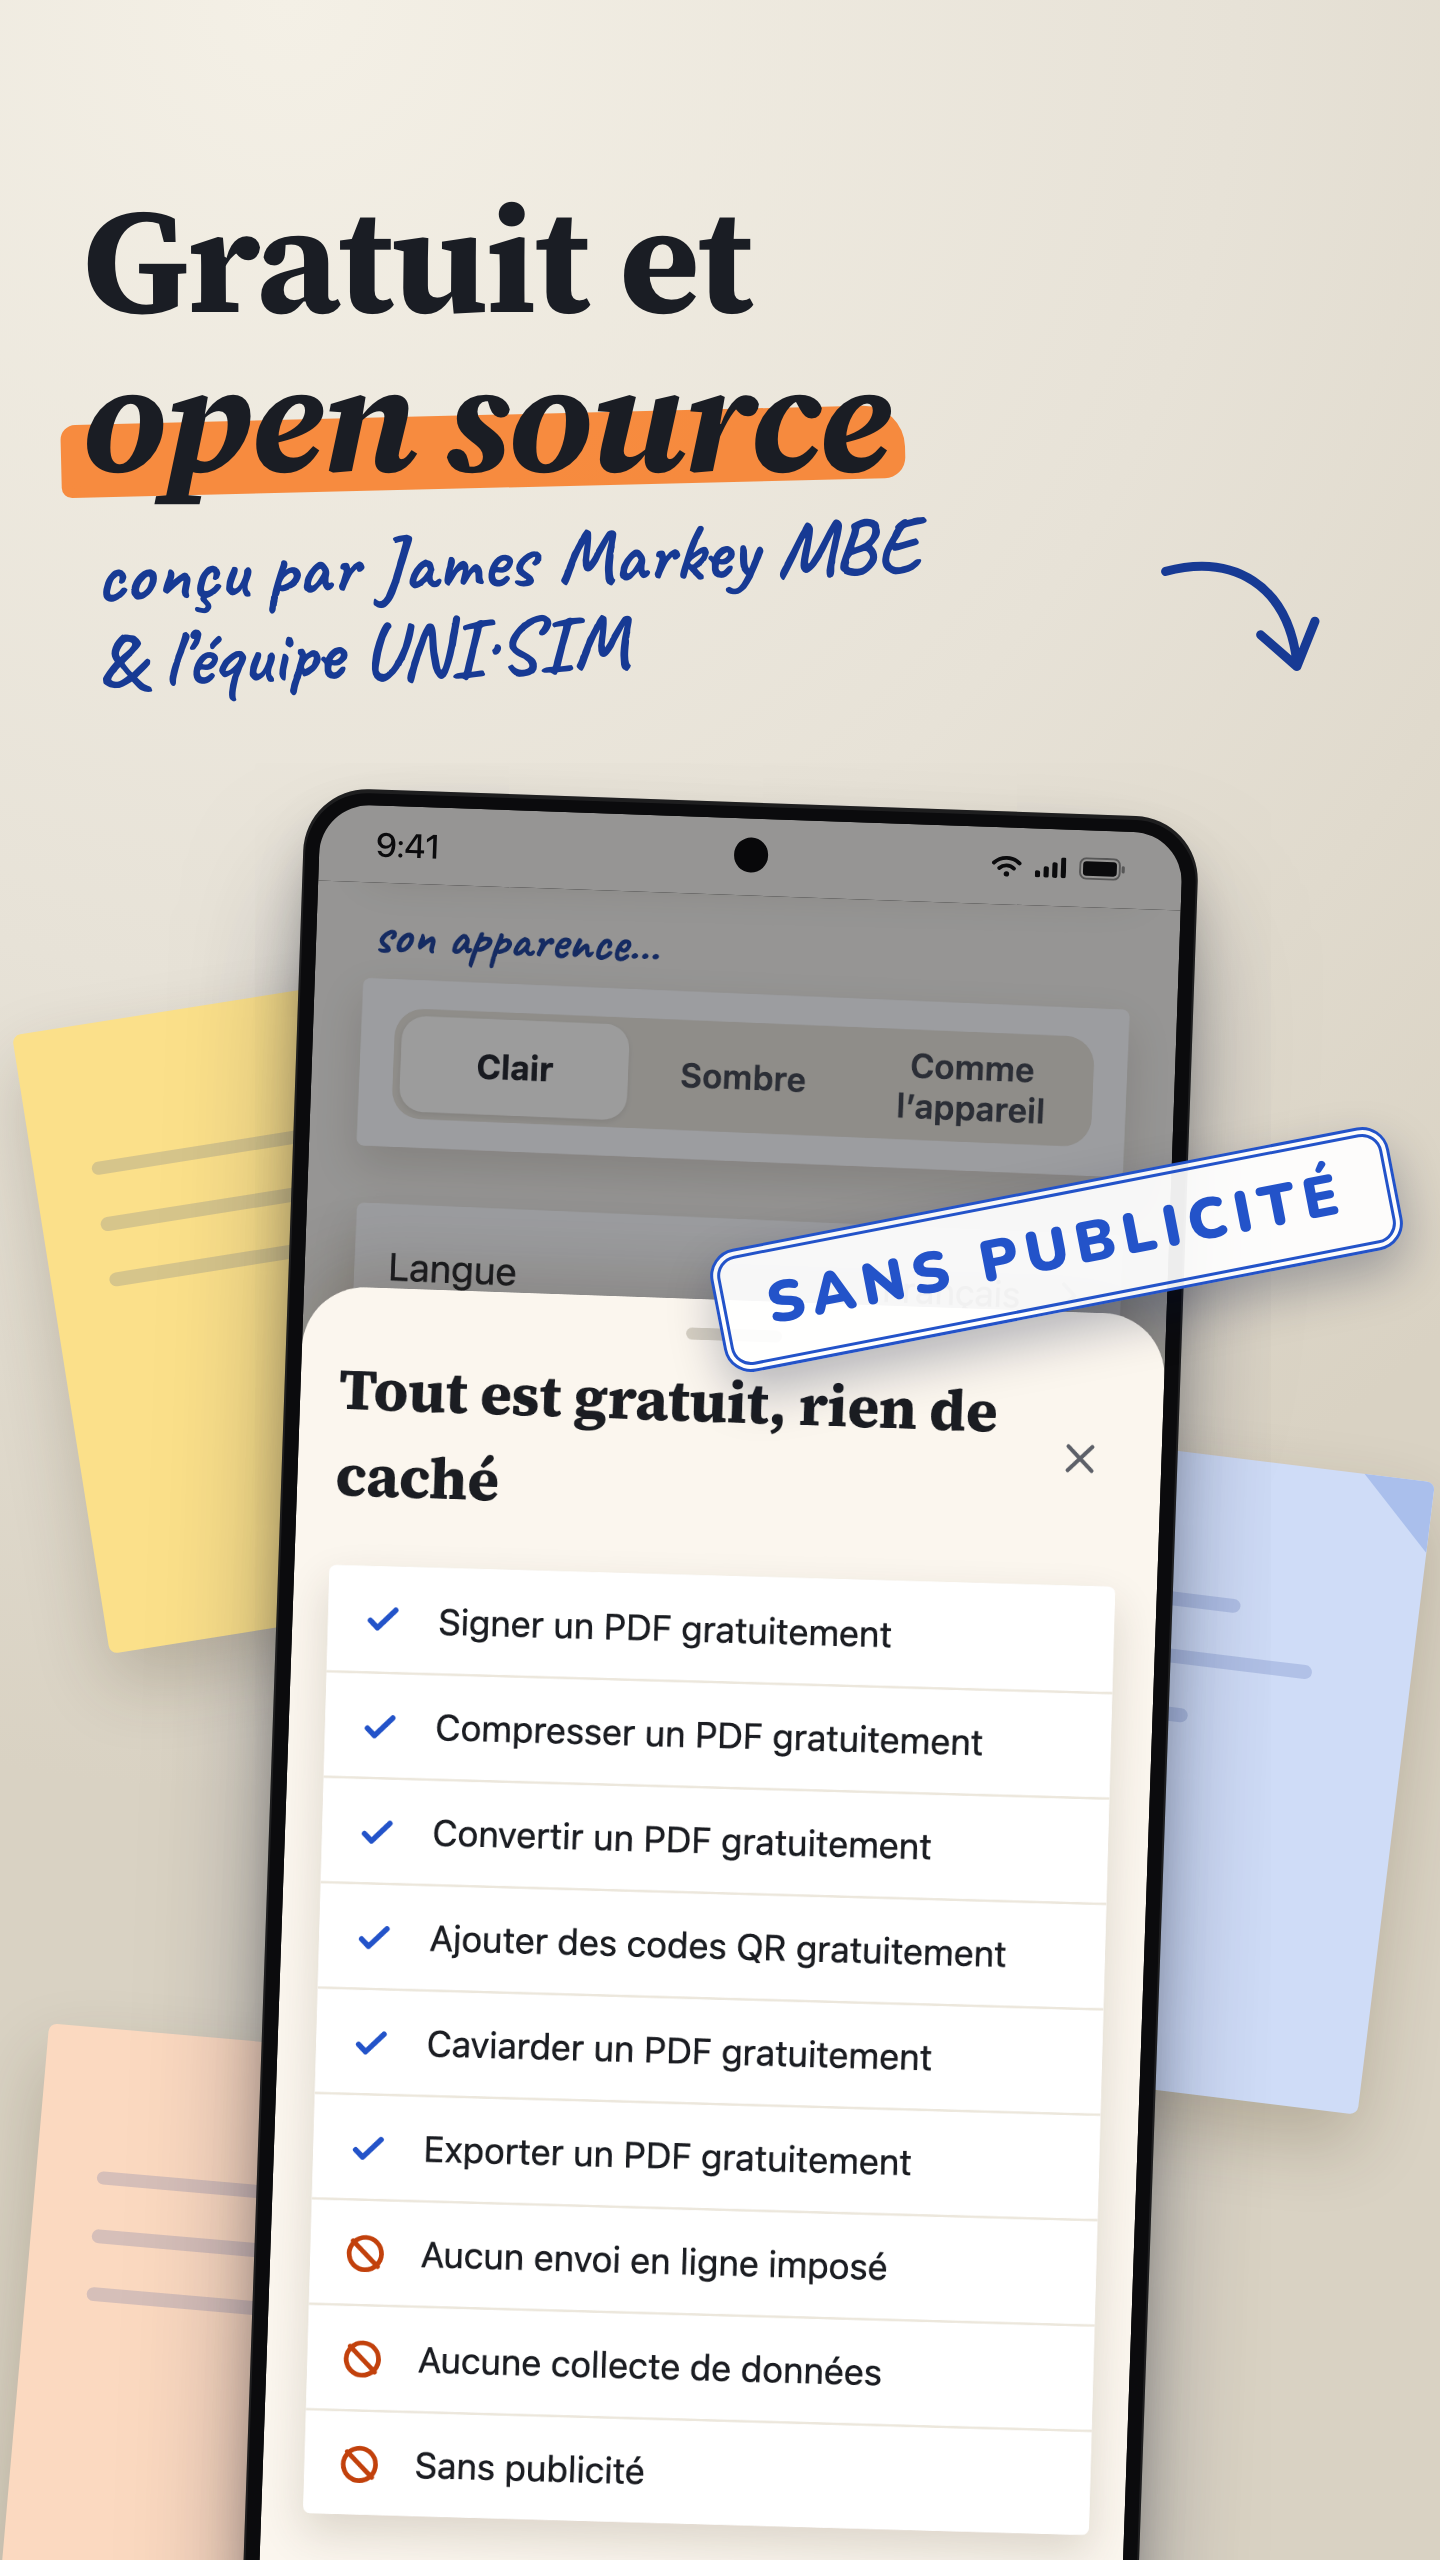 Gratuit et
open source
conçu par James Markey MBE
& l'équipe UNI·SIM
9:41
son apparence...
Clair
Sombre
Comme
l'appareil
Langue
Français
SANS PUBLICITÉ
Tout est gratuit, rien de
caché
Signer un PDF gratuitement
Compresser un PDF gratuitement
Convertir un PDF gratuitement
Ajouter des codes QR gratuitement
Caviarder un PDF gratuitement
Exporter un PDF gratuitement
Aucun envoi en ligne imposé
Aucune collecte de données
Sans publicité